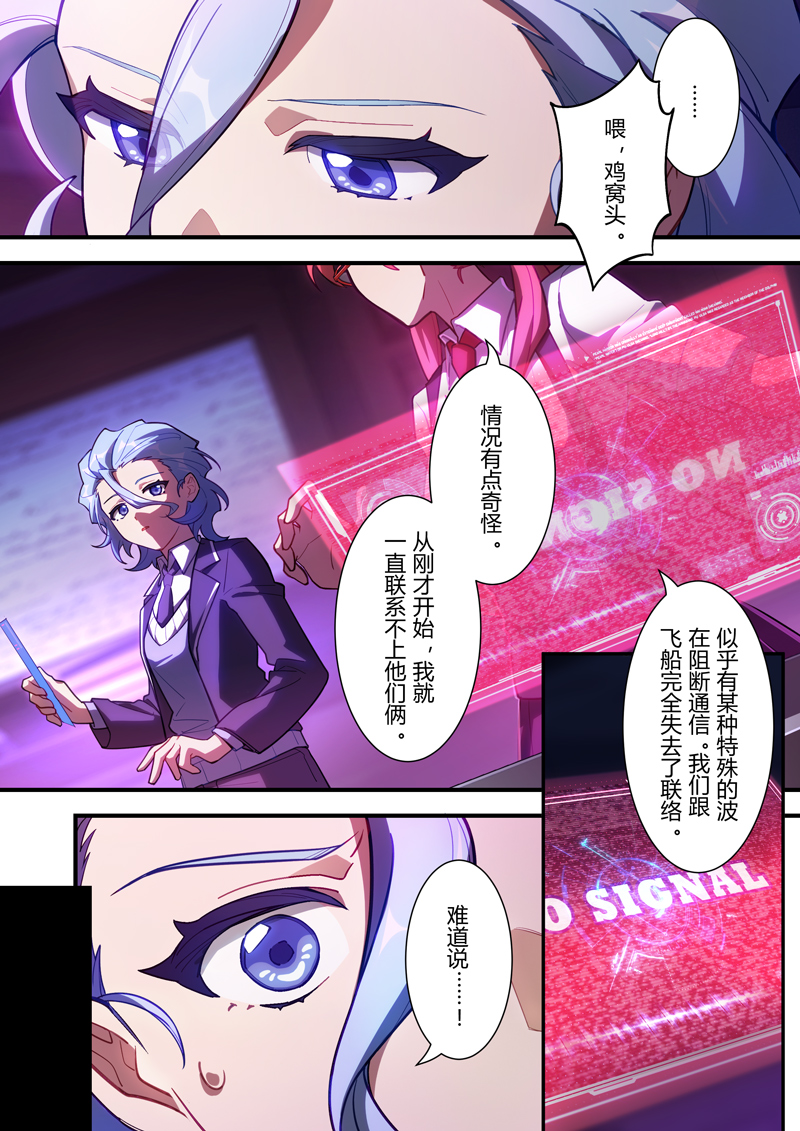 ……
喂，鸡窝头。
情况有点奇怪。
从刚才开始，我就
一直联系不上他们俩。
NO SIGNAL
似乎有某种特殊的波
在阻断通信。我们跟
飞船完全失去了联络。
O SIGNAL
难道说……！